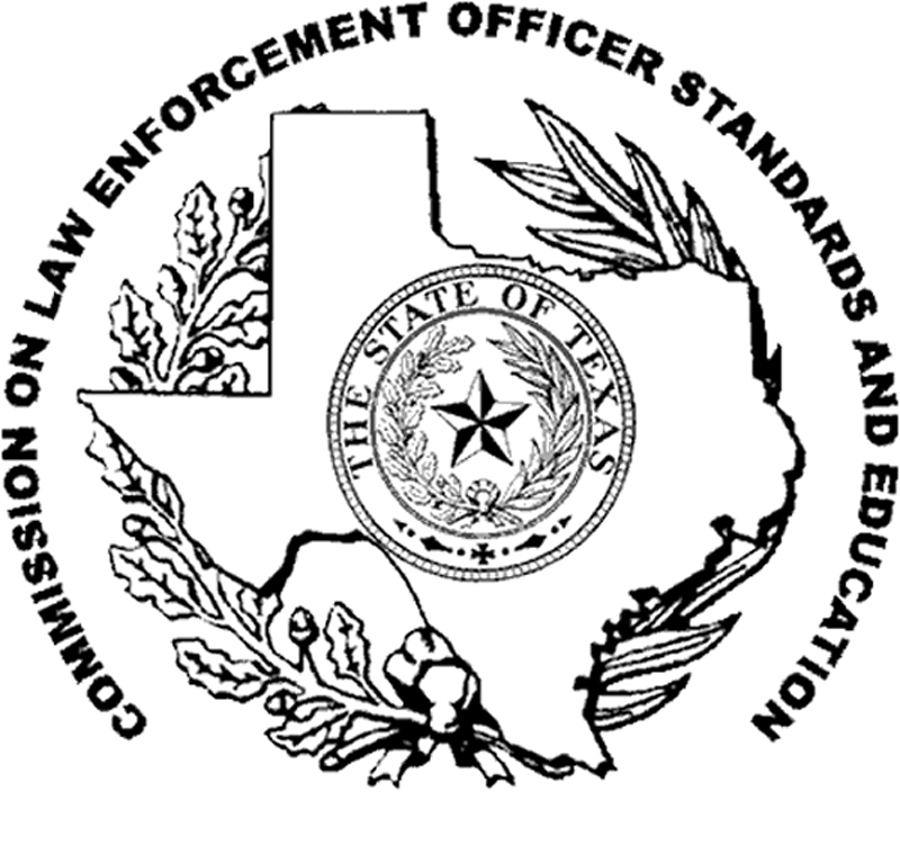 COMMISSION ON LAW ENFORCEMENT OFFICER STANDARDS AND EDUCATION
THE STATE OF TEXAS